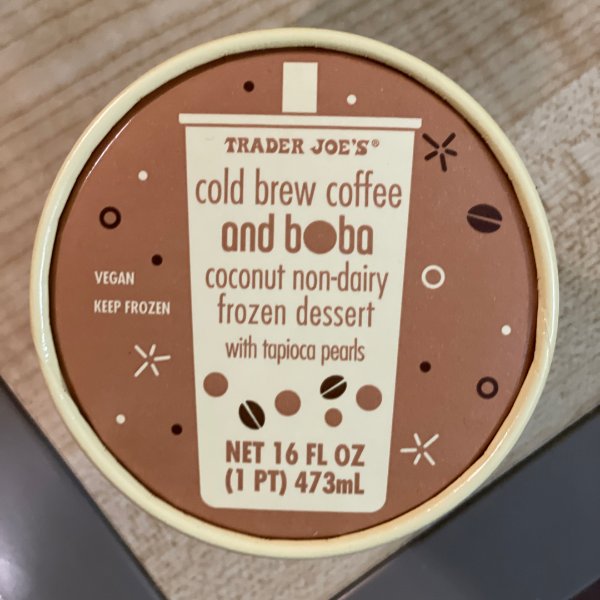 TRADER JOE'S®
cold brew coffee
and boba
coconut non-dairy
frozen dessert
with tapioca pearls
VEGAN
KEEP FROZEN
NET 16 FL OZ
(1 PT) 473mL